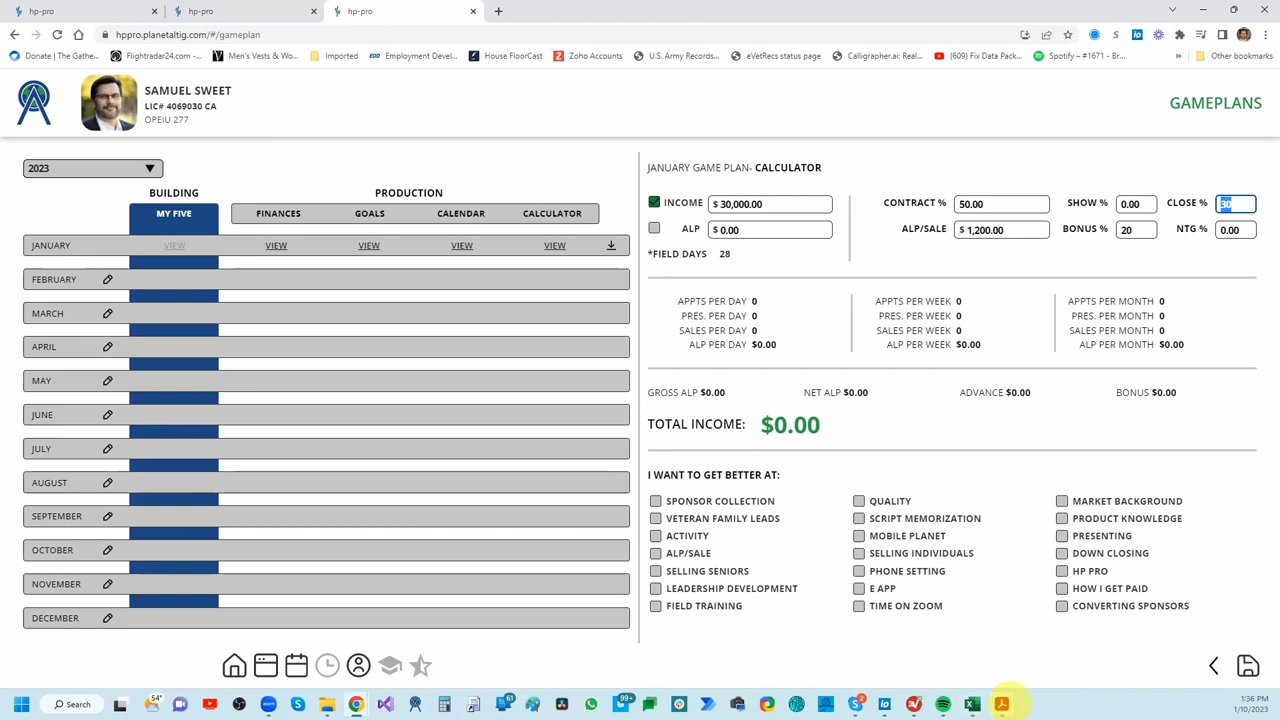 hp-pro
hp-pro
hp-pro
hppro.planetaltig.com/#/gameplan
Donate | The Gathe...
Flightradar24.com -...
Men's Vests & Wo...
Imported
EDD Employment Devel...
House FloorCast
Zoho Accounts
U.S. Army Records...
eVetRecs status page
Calligrapher.ai: Real...
(609) Fix Data Pack...
Spotify – #1671 - Br...
»
Other bookmarks
SAMUEL SWEET
LIC# 4069030 CA
OPEIU 277
GAMEPLANS
2023
BUILDING
PRODUCTION
MY FIVE
FINANCES
GOALS
CALENDAR
CALCULATOR
JANUARY VIEW VIEW VIEW VIEW VIEW
FEBRUARY
MARCH
APRIL
MAY
JUNE
JULY
AUGUST
SEPTEMBER
OCTOBER
NOVEMBER
DECEMBER
JANUARY GAME PLAN- CALCULATOR
INCOME $ 30,000.00 CONTRACT % 50.00 SHOW % 0.00 CLOSE % 30
ALP $ 0.00 ALP/SALE $ 1,200.00 BONUS % 20 NTG % 0.00
*FIELD DAYS 28
APPTS PER DAY 0 APPTS PER WEEK 0 APPTS PER MONTH 0
PRES. PER DAY 0 PRES. PER WEEK 0 PRES. PER MONTH 0
SALES PER DAY 0 SALES PER WEEK 0 SALES PER MONTH 0
ALP PER DAY $0.00 ALP PER WEEK $0.00 ALP PER MONTH $0.00
GROSS ALP $0.00 NET ALP $0.00 ADVANCE $0.00 BONUS $0.00
TOTAL INCOME: $0.00
I WANT TO GET BETTER AT:
SPONSOR COLLECTION QUALITY MARKET BACKGROUND
VETERAN FAMILY LEADS SCRIPT MEMORIZATION PRODUCT KNOWLEDGE
ACTIVITY MOBILE PLANET PRESENTING
ALP/SALE SELLING INDIVIDUALS DOWN CLOSING
SELLING SENIORS PHONE SETTING HP PRO
LEADERSHIP DEVELOPMENT E APP HOW I GET PAID
FIELD TRAINING TIME ON ZOOM CONVERTING SPONSORS
Search
54°
61
99+
2
1:36 PM
1/10/2023